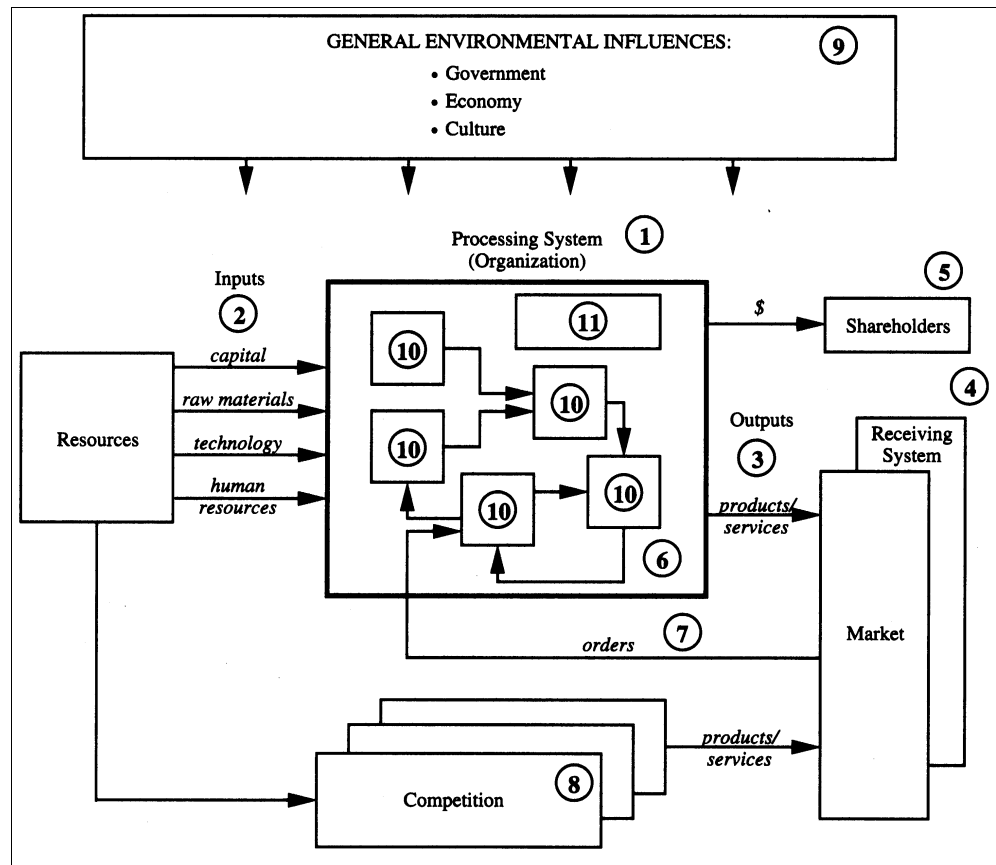 GENERAL ENVIRONMENTAL INFLUENCES:
9
• Government
• Economy
• Culture
Processing System
(Organization)
1
Inputs
2
Resources
capital
raw materials
technology
human
resources
10
10
10
10
10
11
6
$
5
Shareholders
4
Receiving
System
Outputs
3
products/
services
Market
orders
7
products/
services
Competition
8